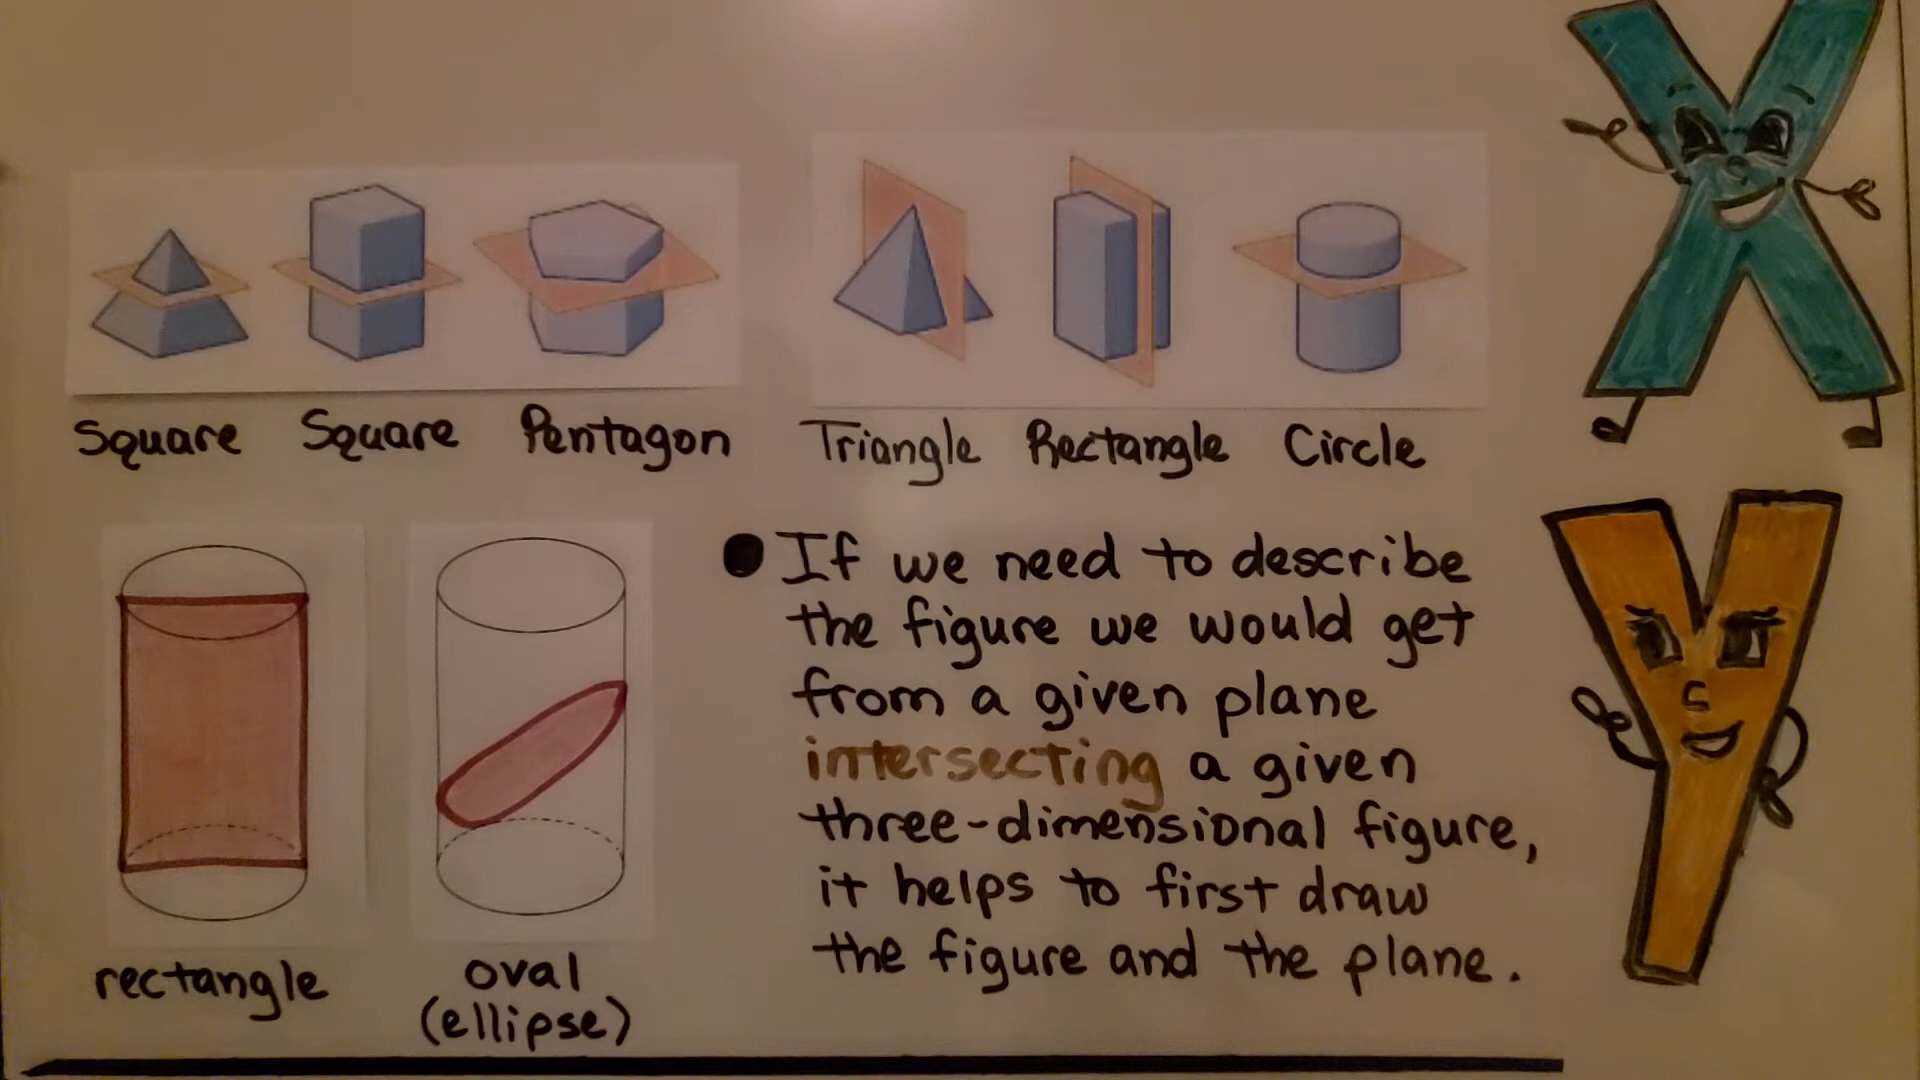 Square Square Pentagon Triangle Rectangle Circle
rectangle
oval
(ellipse)
If we need to describe
the figure we would get
from a given plane
intersecting a given
three-dimensional figure,
it helps to first draw
the figure and the plane.